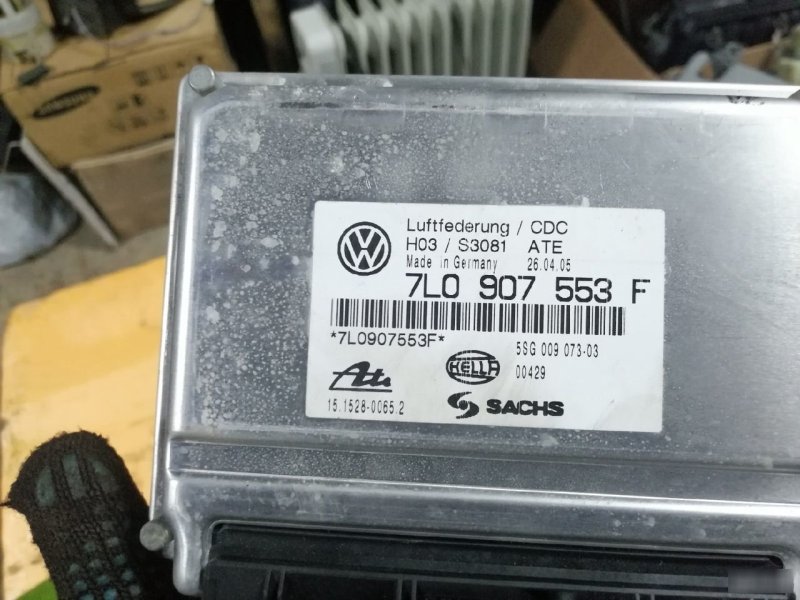 SAMSUNG
Luftfederung / CDC
H03 / S3081 ATE
Made in Germany 26.04.05
7L0 907 553 F
*7L0907553F*
5SG 009 073-03
00429
Ate
HELLA
15.1528-0065.2
SACHS